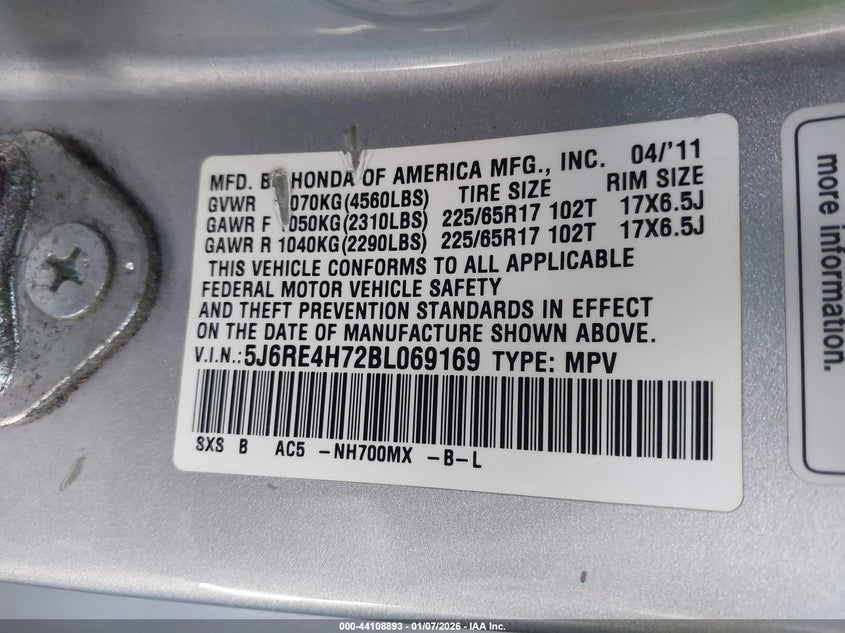 MFD. B HONDA OF AMERICA MFG., INC. 04/'11
GVWR 070KG(4560LBS) TIRE SIZE RIM SIZE
GAWR F 1050KG(2310LBS) 225/65R17 102T 17X6.5J
GAWR R 1040KG(2290LBS) 225/65R17 102T 17X6.5J
THIS VEHICLE CONFORMS TO ALL APPLICABLE
FEDERAL MOTOR VEHICLE SAFETY
AND THEFT PREVENTION STANDARDS IN EFFECT
ON THE DATE OF MANUFACTURE SHOWN ABOVE.
V.I.N.: 5J6RE4H72BL069169 TYPE: MPV
SXS B AC5 -NH700MX -B-L
more information.
000-44108893 - 01/07/2026 - IAA Inc.